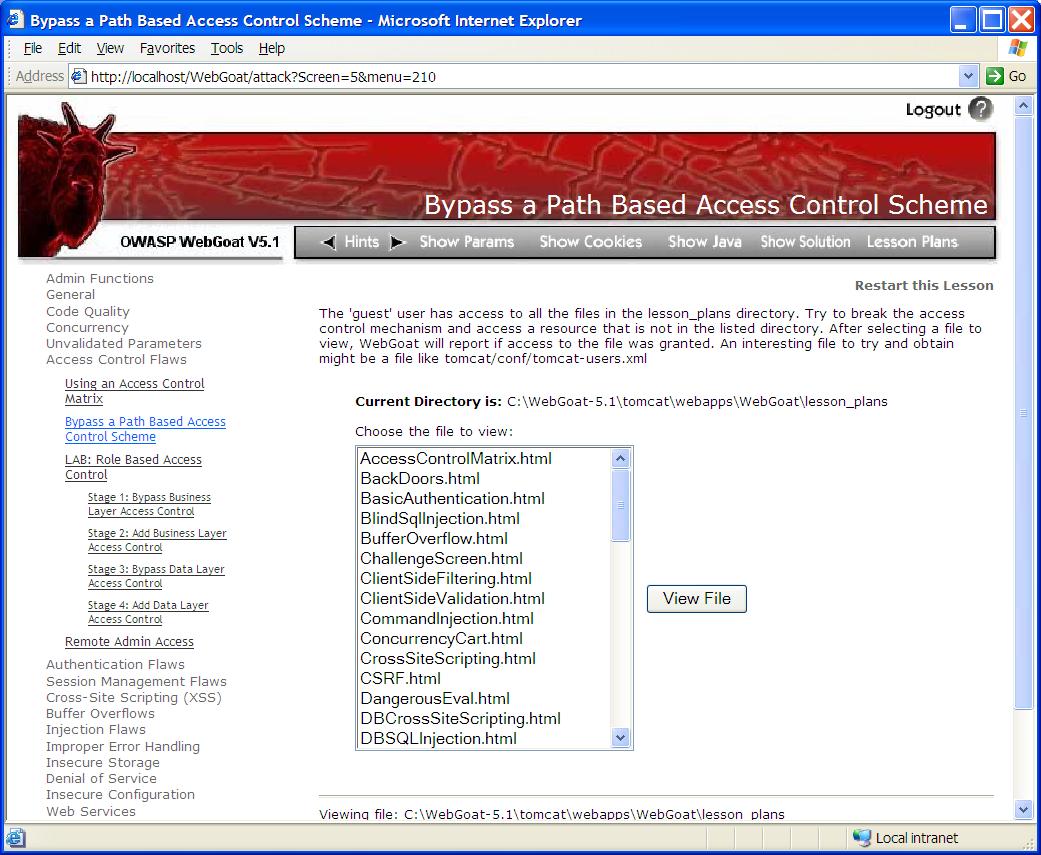 Bypass a Path Based Access Control Scheme - Microsoft Internet Explorer
File Edit View Favorites Tools Help
Address http://localhost/WebGoat/attack?Screen=5&menu=210 Go
Logout ?
Bypass a Path Based Access Control Scheme
OWASP WebGoat V5.1
Hints Show Params Show Cookies Show Java Show Solution Lesson Plans
Admin Functions
General
Code Quality
Concurrency
Unvalidated Parameters
Access Control Flaws
Using an Access Control
Matrix
Bypass a Path Based Access
Control Scheme
LAB: Role Based Access
Control
Stage 1: Bypass Business
Layer Access Control
Stage 2: Add Business Layer
Access Control
Stage 3: Bypass Data Layer
Access Control
Stage 4: Add Data Layer
Access Control
Remote Admin Access
Authentication Flaws
Session Management Flaws
Cross-Site Scripting (XSS)
Buffer Overflows
Injection Flaws
Improper Error Handling
Insecure Storage
Denial of Service
Insecure Configuration
Web Services
Restart this Lesson
The 'guest' user has access to all the files in the lesson_plans directory. Try to break the access
control mechanism and access a resource that is not in the listed directory. After selecting a file to
view, WebGoat will report if access to the file was granted. An interesting file to try and obtain
might be a file like tomcat/conf/tomcat-users.xml
Current Directory is: C:\WebGoat-5.1\tomcat\webapps\WebGoat\lesson_plans
Choose the file to view:
AccessControlMatrix.html
BackDoors.html
BasicAuthentication.html
BlindSqlInjection.html
BufferOverflow.html
ChallengeScreen.html
ClientSideFiltering.html
ClientSideValidation.html
CommandInjection.html
ConcurrencyCart.html
CrossSiteScripting.html
CSRF.html
DangerousEval.html
DBCrossSiteScripting.html
DBSQLInjection.html
View File
Viewing file: C:\WebGoat-5.1\tomcat\webapps\WebGoat\lesson_plans
Local intranet